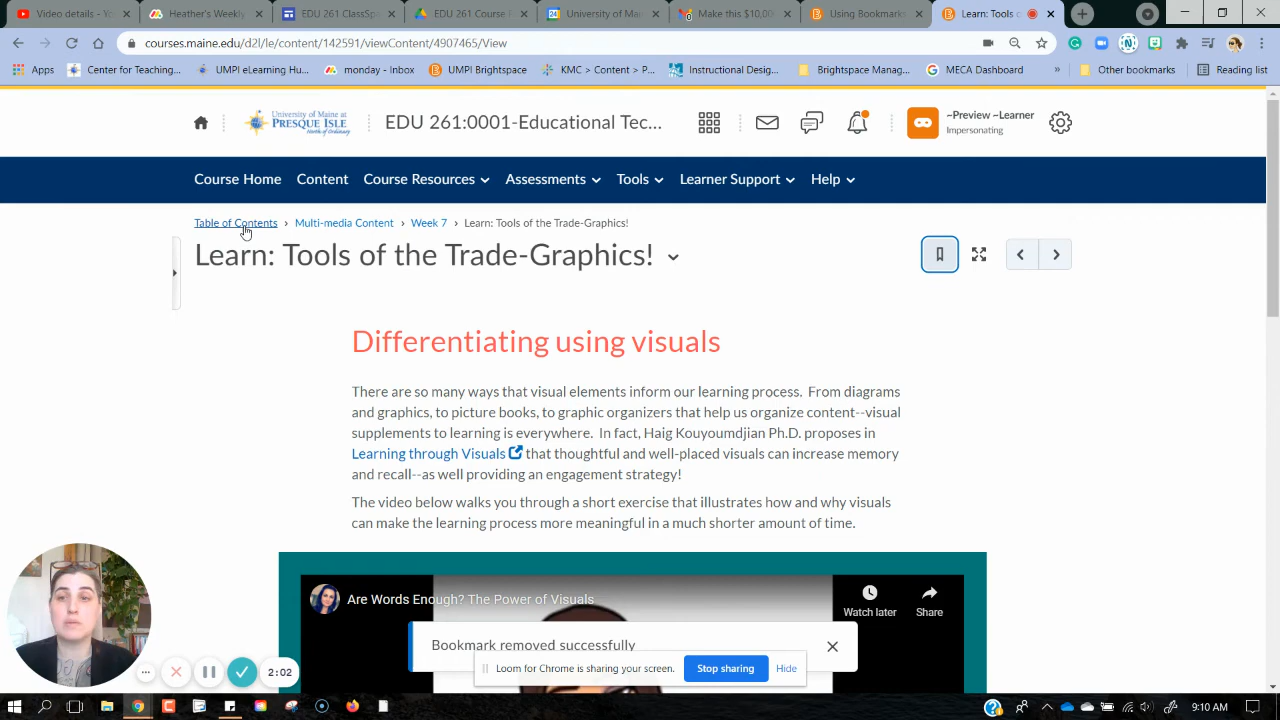 Video details - You
Heather's Weekly
EDU 261 ClassSp
EDU 261 Course P
University of Ma
Make this $10,00
Using Bookmarks
Learn: Tools c
courses.maine.edu/d2l/le/content/142591/viewContent/4907465/View
Apps
Center for Teaching...
UMPI eLearning Hu...
monday - Inbox
UMPI Brightspace
KMC > Content > P...
Instructional Desig...
Brightspace Manag...
MECA Dashboard
»
Other bookmarks
Reading list
University of Maine at
PRESQUE ISLE
North of Ordinary
EDU 261:0001-Educational Tec...
~Preview ~Learner
Impersonating
Course Home
Content
Course Resources
Assessments
Tools
Learner Support
Help
Table of Contents › Multi-media Content › Week 7 › Learn: Tools of the Trade-Graphics!
Learn: Tools of the Trade-Graphics!
Differentiating using visuals
There are so many ways that visual elements inform our learning process. From diagrams
and graphics, to picture books, to graphic organizers that help us organize content--visual
supplements to learning is everywhere. In fact, Haig Kouyoumdjian Ph.D. proposes in
Learning through Visuals that thoughtful and well-placed visuals can increase memory
and recall--as well providing an engagement strategy!
The video below walks you through a short exercise that illustrates how and why visuals
can make the learning process more meaningful in a much shorter amount of time.
Are Words Enough? The Power of Visuals
Watch later
Share
Bookmark removed successfully
Loom for Chrome is sharing your screen.
Stop sharing
Hide
2:02
9:10 AM